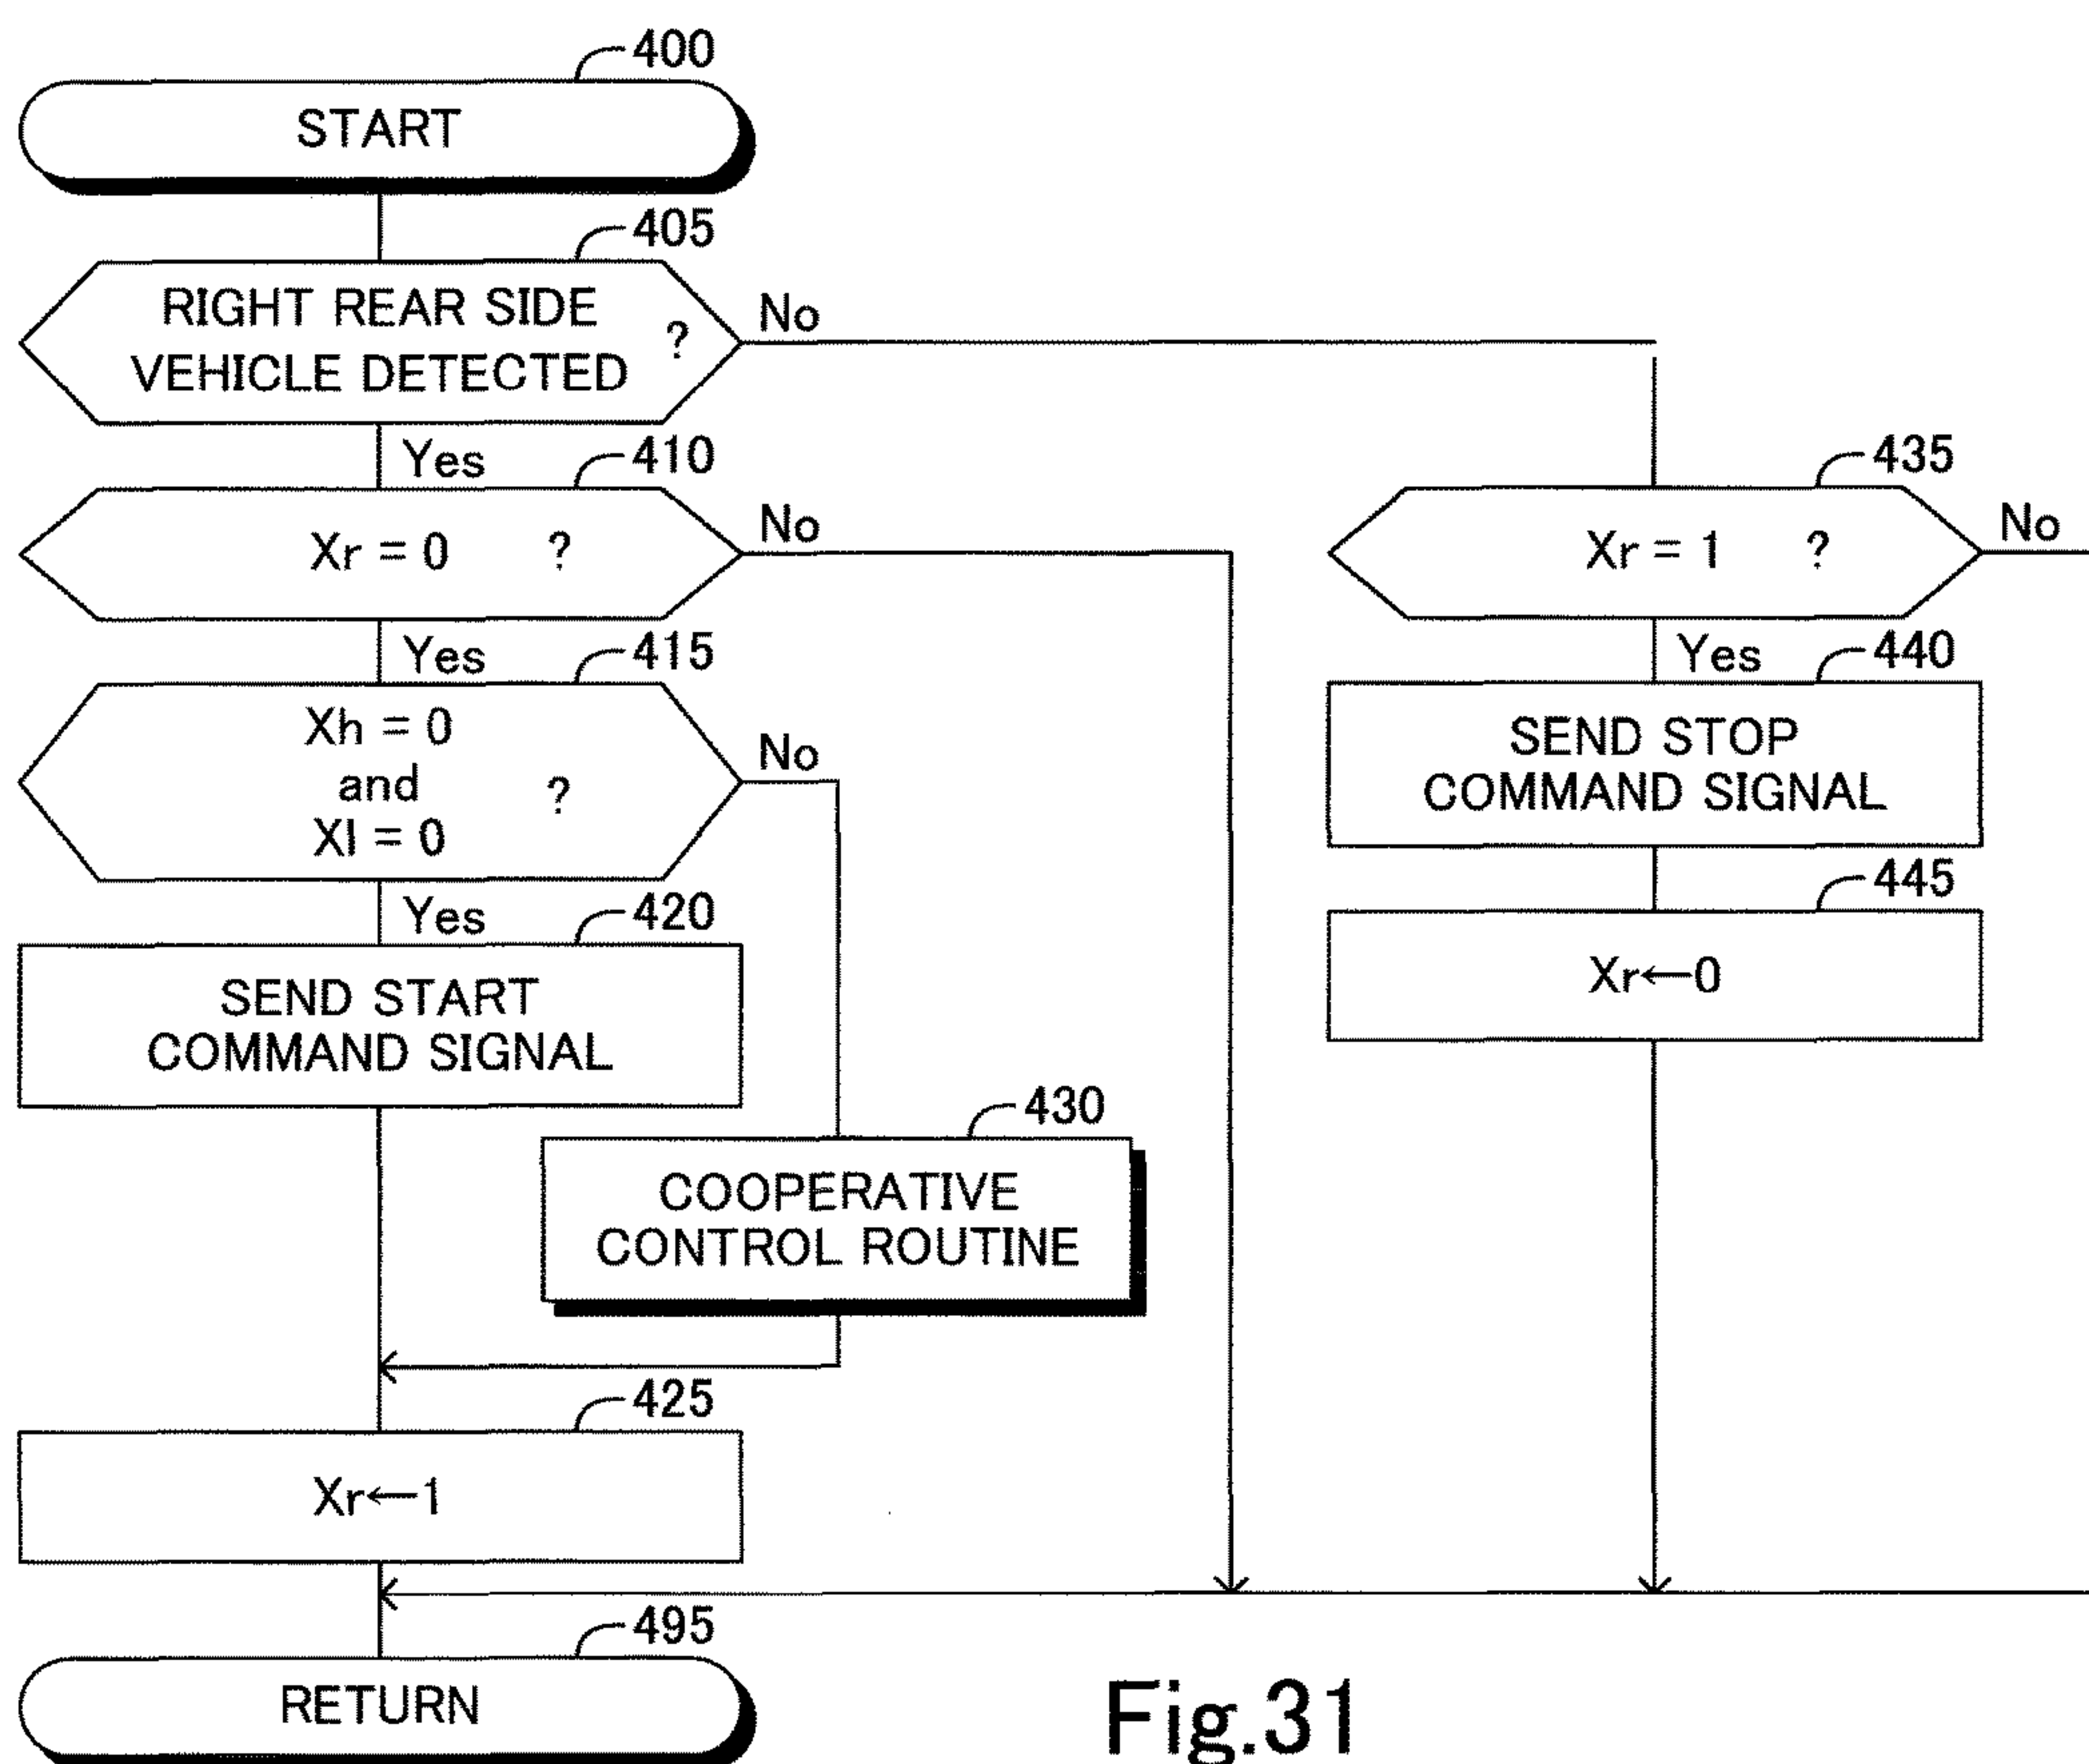 400
START
405
RIGHT REAR SIDE
VEHICLE DETECTED ?
No
Yes
410
Xr = 0 ?
No
Yes
415
Xh = 0
and
Xl = 0
?
No
Yes
420
SEND START
COMMAND SIGNAL
430
COOPERATIVE
CONTROL ROUTINE
425
Xr←1
435
Xr = 1 ?
No
Yes
440
SEND STOP
COMMAND SIGNAL
445
Xr←0
495
RETURN
Fig.31